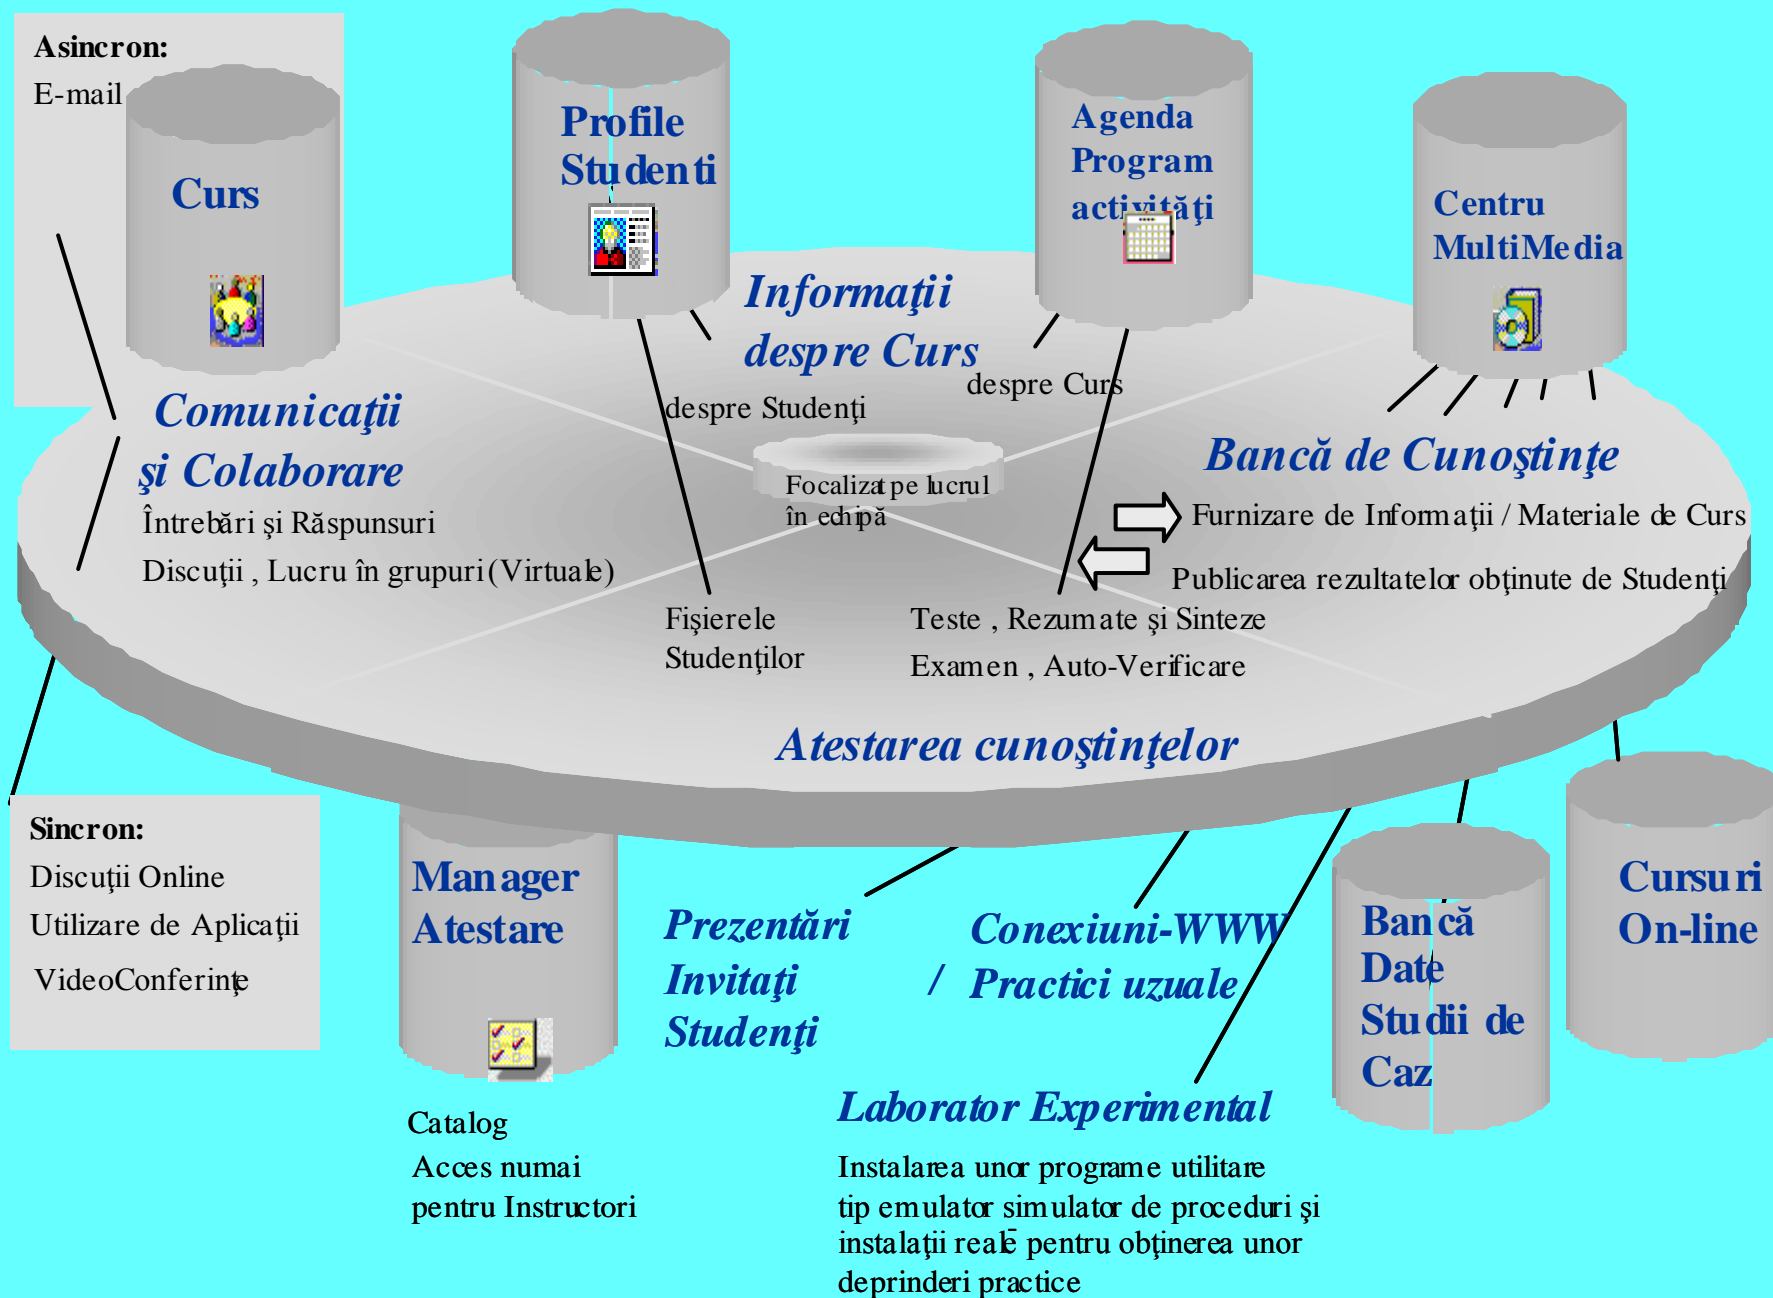 Asincron:
E-mail
Curs
Profile
Studenti
Agenda
Program
activităţi
Centru
MultiMedia
Informaţii
despre Curs
despre Studenţi
despre Curs
Comunicaţii
şi Colaborare
Întrebări şi Răspunsuri
Discuţii , Lucru în grupuri (Virtuale)
Focalizat pe lucrul
în echipă
Bancă de Cunoştinţe
Furnizare de Informaţii / Materiale de Curs
Publicarea rezultatelor obţinute de Studenţi
Fişierele
Studenţilor
Teste , Rezumate şi Sinteze
Examen , Auto-Verificare
Atestarea cunoştinţelor
Sincron:
Discuţii Online
Utilizare de Aplicaţii
VideoConferinţe
Manager
Atestare
Catalog
Acces numai
pentru Instructori
Prezentări
Invitaţi /
Studenţi
Conexiuni-WWW
Practici uzuale
Laborator Experimental
Instalarea unor programe utilitare
tip emulator simulator de proceduri şi
instalaţii reale pentru obţinerea unor
deprinderi practice
Bancă
Date
Studii de
Caz
Cursuri
On-line